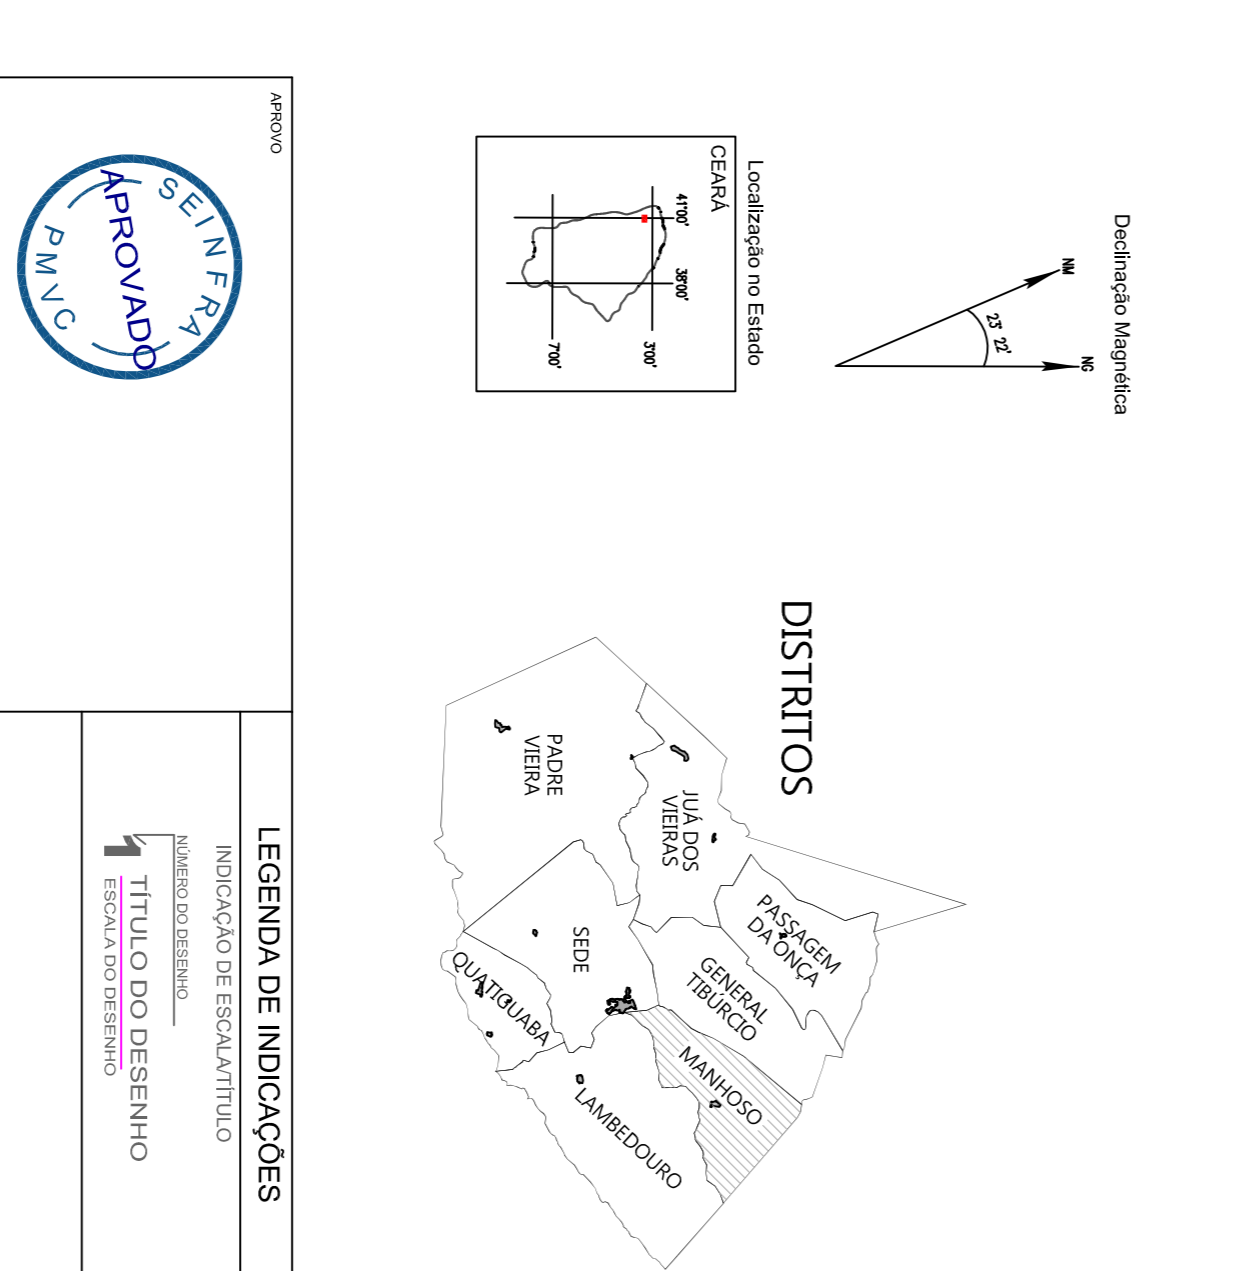 Declinação Magnética
NM
NG
23° 22'
Localização no Estado
CEARÁ
41°00'
38°00'
3°00'
7°00'
DISTRITOS
PADRE
VIEIRA
JUÁ DOS
VIEIRAS
PASSAGEM
DA ONÇA
GENERAL
TIBÚRCIO
SEDE
QUATIGUABA
MANHOSO
LAMBEDOURO
APROVO
SEINFRA
APROVADO
PMVC
LEGENDA DE INDICAÇÕES
INDICAÇÃO DE ESCALA/TÍTULO
NÚMERO DO DESENHO
1 TÍTULO DO DESENHO
ESCALA DO DESENHO